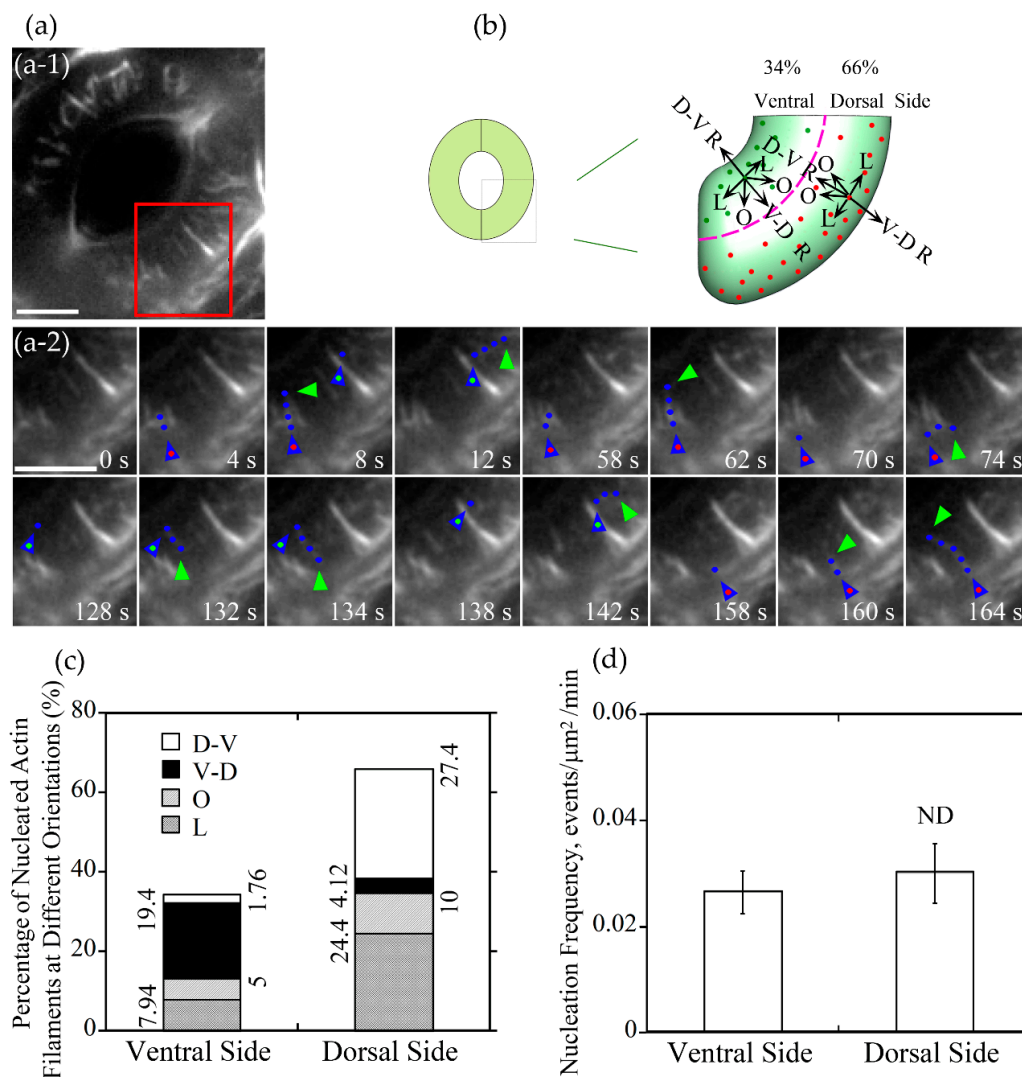 (a)
(a-1)
(b)
34% 66%
Ventral Dorsal Side
D-V R
L
O
O
L
V-D R
D-V R
O
L
O
L
V-D R
(a-2)
0 s 4 s 8 s 12 s 58 s 62 s 70 s 74 s
128 s 132 s 134 s 138 s 142 s 158 s 160 s 164 s
(c)
Percentage of Nucleated Actin
Filaments at Different Orientations (%)
80
60
40
20
0
D-V
V-D
O
L
19.4
1.76
7.94
5
27.4
4.12
10
24.4
Ventral Side Dorsal Side
(d)
Nucleation Frequency, events/μm²/min
0.06
0.04
0.02
0
ND
Ventral Side Dorsal Side